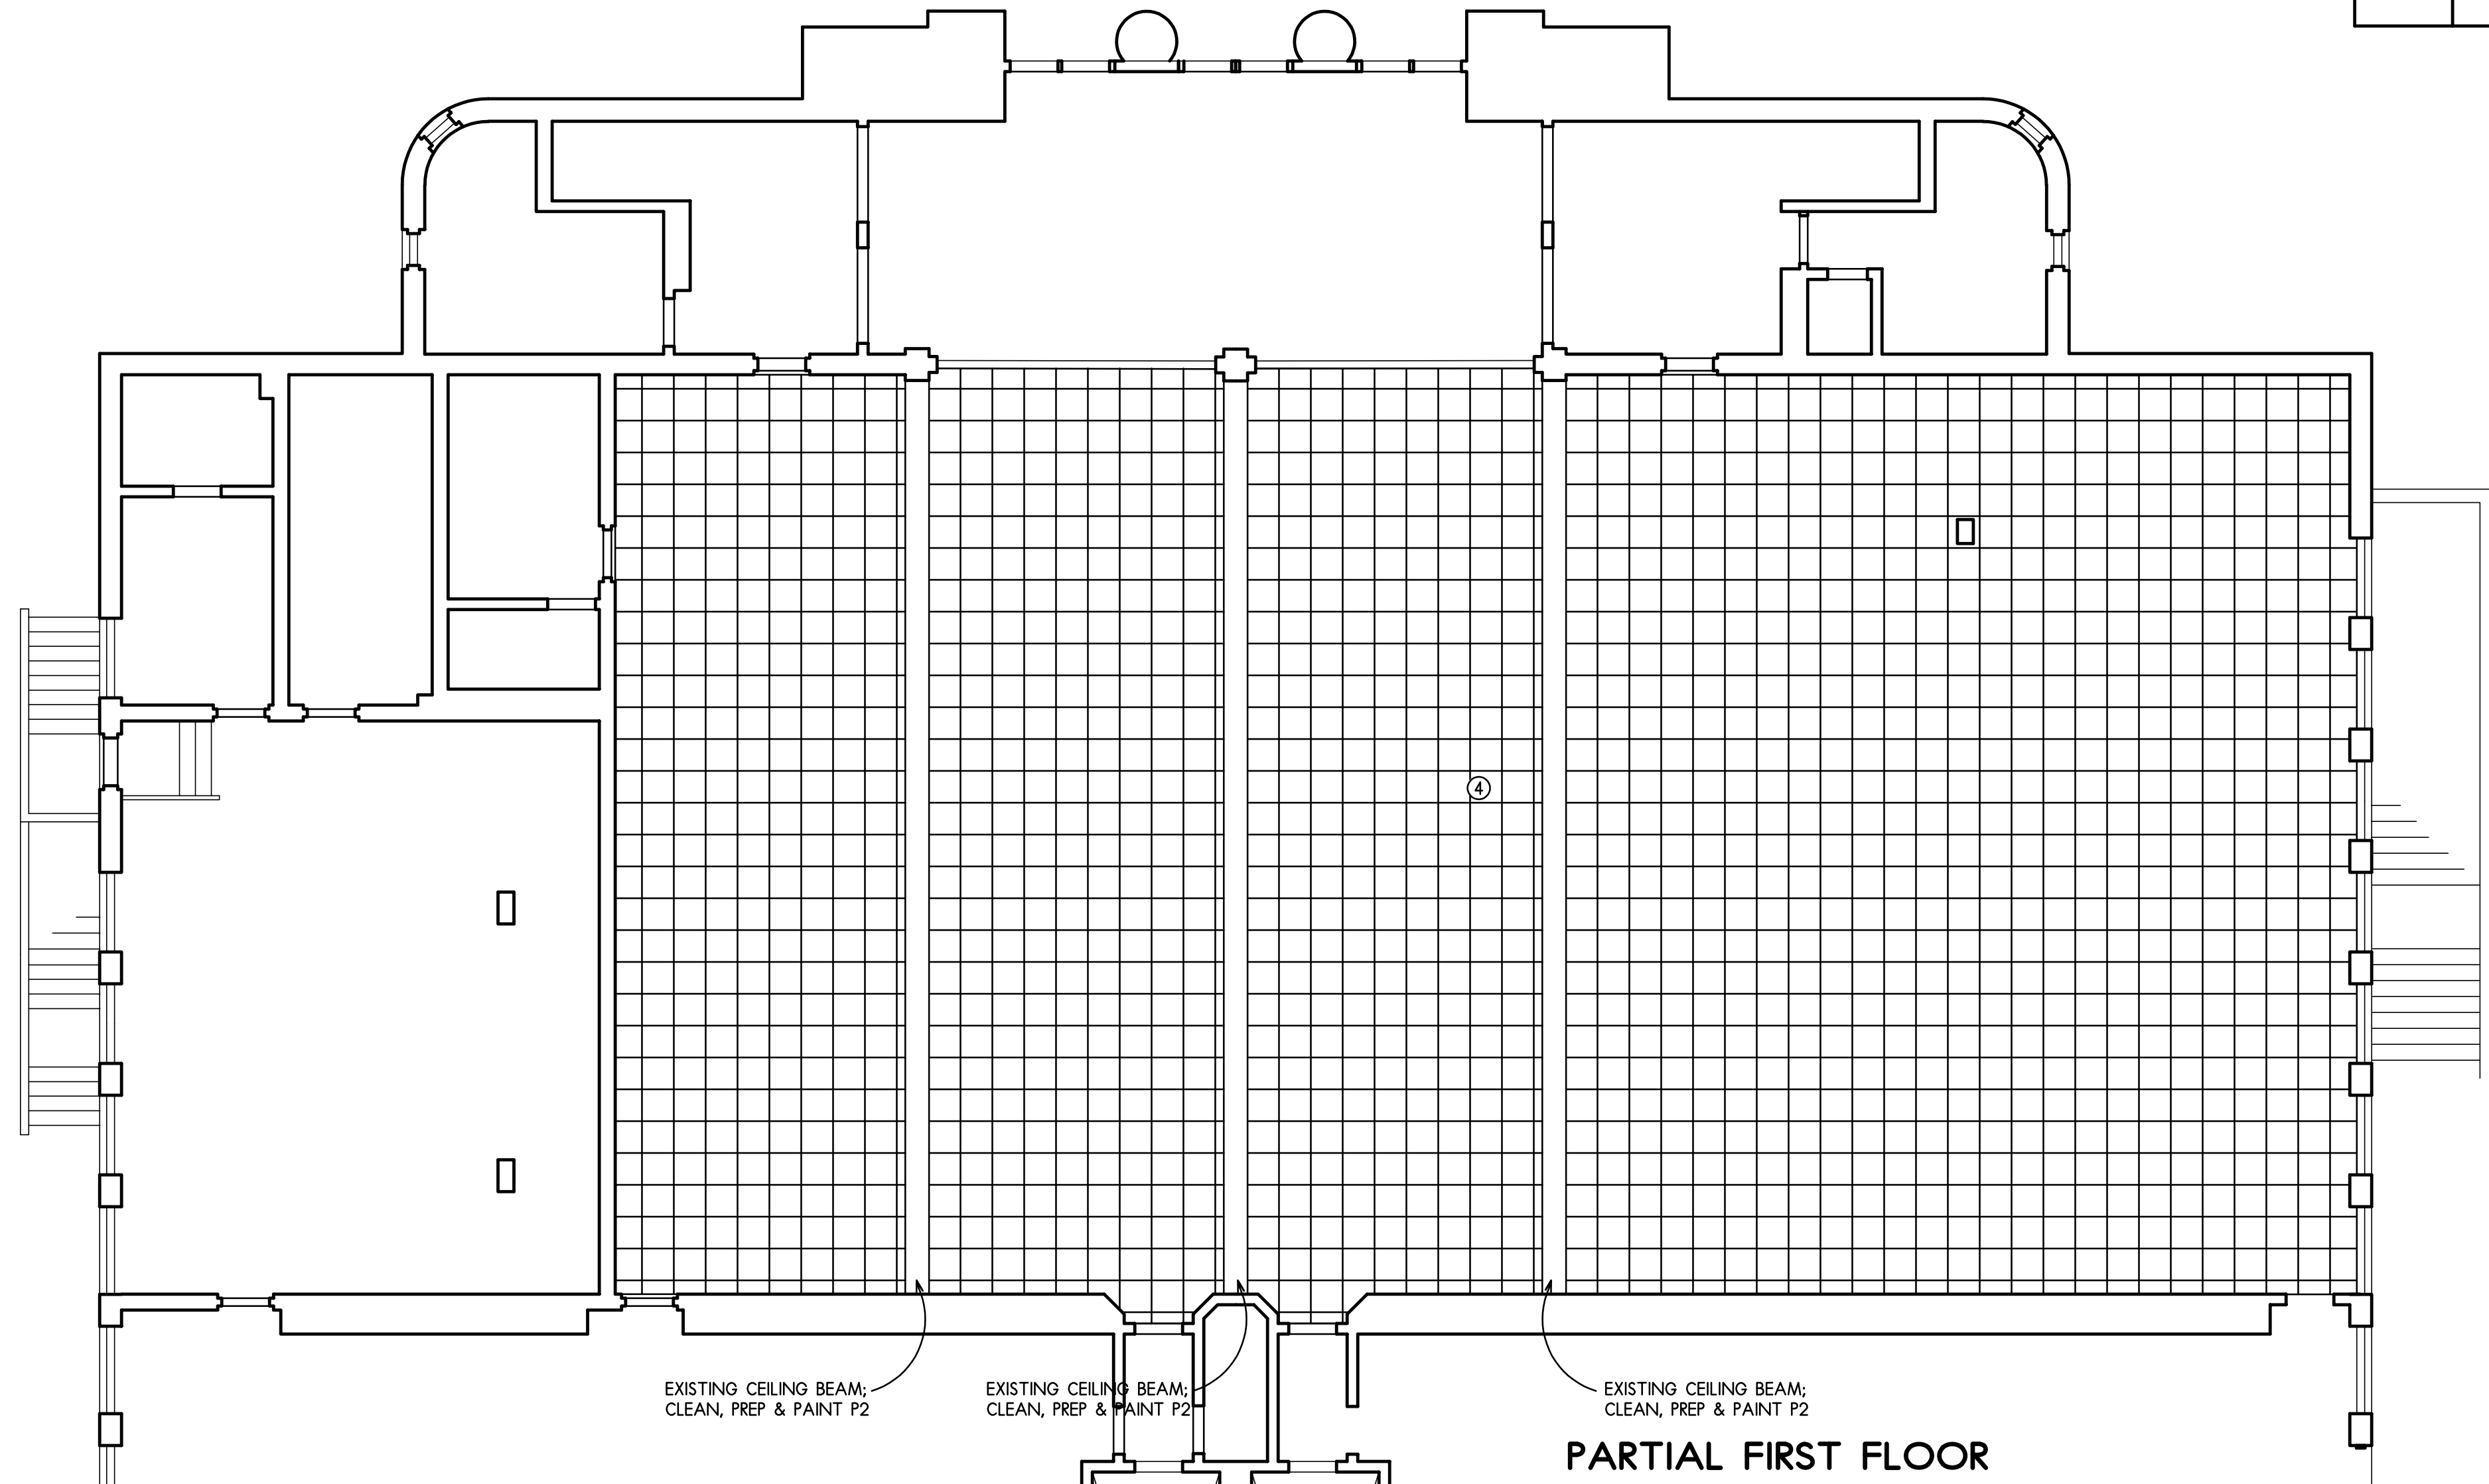 4
EXISTING CEILING BEAM;
CLEAN, PREP & PAINT P2
EXISTING CEILING BEAM;
CLEAN, PREP & PAINT P2
EXISTING CEILING BEAM;
CLEAN, PREP & PAINT P2
PARTIAL FIRST FLOOR